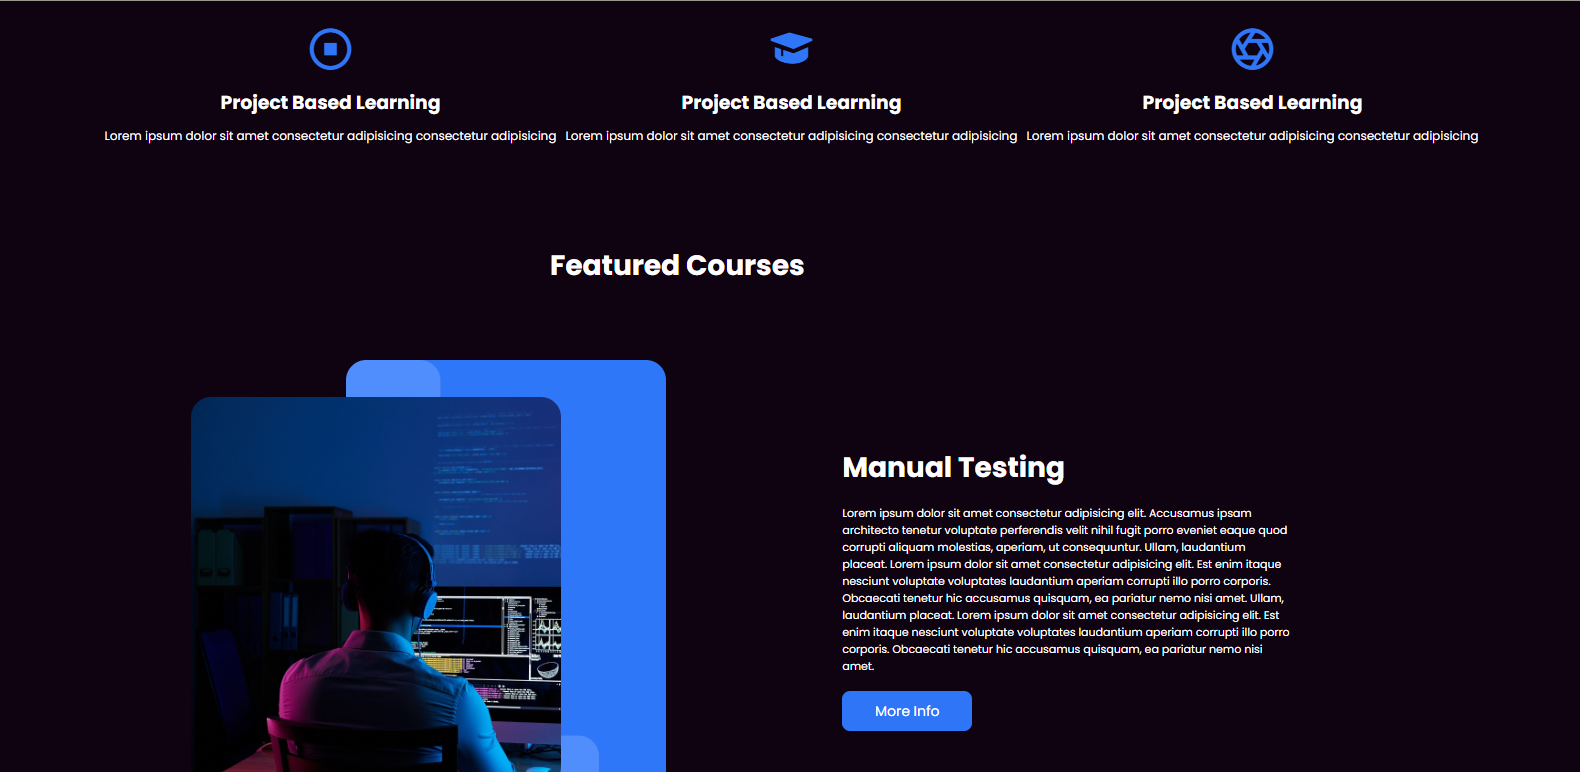 Project Based Learning
Lorem ipsum dolor sit amet consectetur adipisicing consectetur adipisicing
Project Based Learning
Lorem ipsum dolor sit amet consectetur adipisicing consectetur adipisicing
Project Based Learning
Lorem ipsum dolor sit amet consectetur adipisicing consectetur adipisicing
Featured Courses
Manual Testing
Lorem ipsum dolor sit amet consectetur adipisicing elit. Accusamus ipsam
architecto tenetur voluptate perferendis velit nihil fugit porro eveniet eaque quod
corrupti aliquam molestias, aperiam, ut consequuntur. Ullam, laudantium
placeat. Lorem ipsum dolor sit amet consectetur adipisicing elit. Est enim itaque
nesciunt voluptate voluptates laudantium aperiam corrupti illo porro corporis.
Obcaecati tenetur hic accusamus quisquam, ea pariatur nemo nisi amet. Ullam,
laudantium placeat. Lorem ipsum dolor sit amet consectetur adipisicing elit. Est
enim itaque nesciunt voluptate voluptates laudantium aperiam corrupti illo porro
corporis. Obcaecati tenetur hic accusamus quisquam, ea pariatur nemo nisi
amet.
More Info